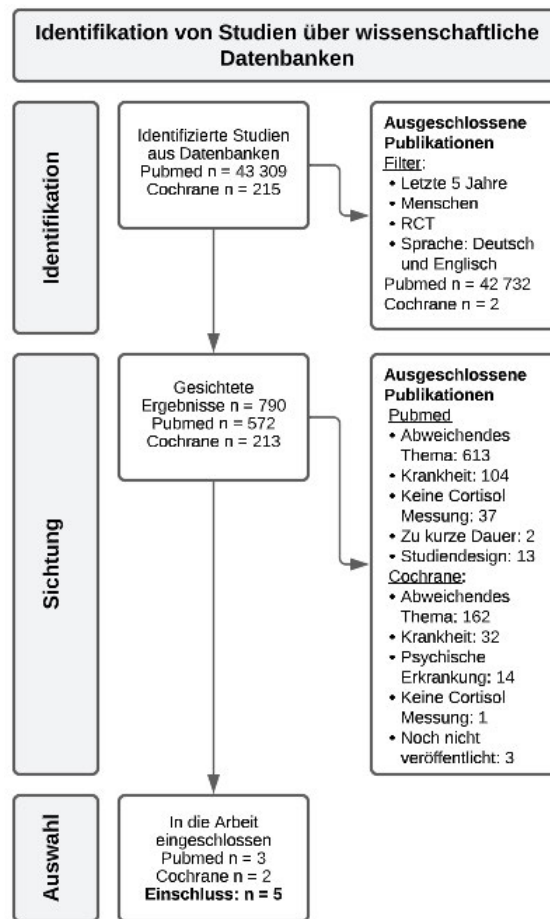 Identifikation von Studien über wissenschaftliche
Datenbanken
Identifikation
Identifizierte Studien
aus Datenbanken
Pubmed n = 43 309
Cochrane n = 215
Ausgeschlossene
Publikationen
Filter:
• Letzte 5 Jahre
• Menschen
• RCT
• Sprache: Deutsch
und Englisch
Pubmed n = 42 732
Cochrane n = 2
Sichtung
Gesichtete
Ergebnisse n = 790
Pubmed n = 572
Cochrane n = 213
Ausgeschlossene
Publikationen
Pubmed
• Abweichendes
Thema: 613
• Krankheit: 104
• Keine Cortisol
Messung: 37
• Zu kurze Dauer: 2
• Studiendesign: 13
Cochrane:
• Abweichendes
Thema: 162
• Krankheit: 32
• Psychische
Erkrankung: 14
• Keine Cortisol
Messung: 1
• Noch nicht
veröffentlicht: 3
Auswahl
In die Arbeit
eingeschlossen
Pubmed n = 3
Cochrane n = 2
Einschluss: n = 5